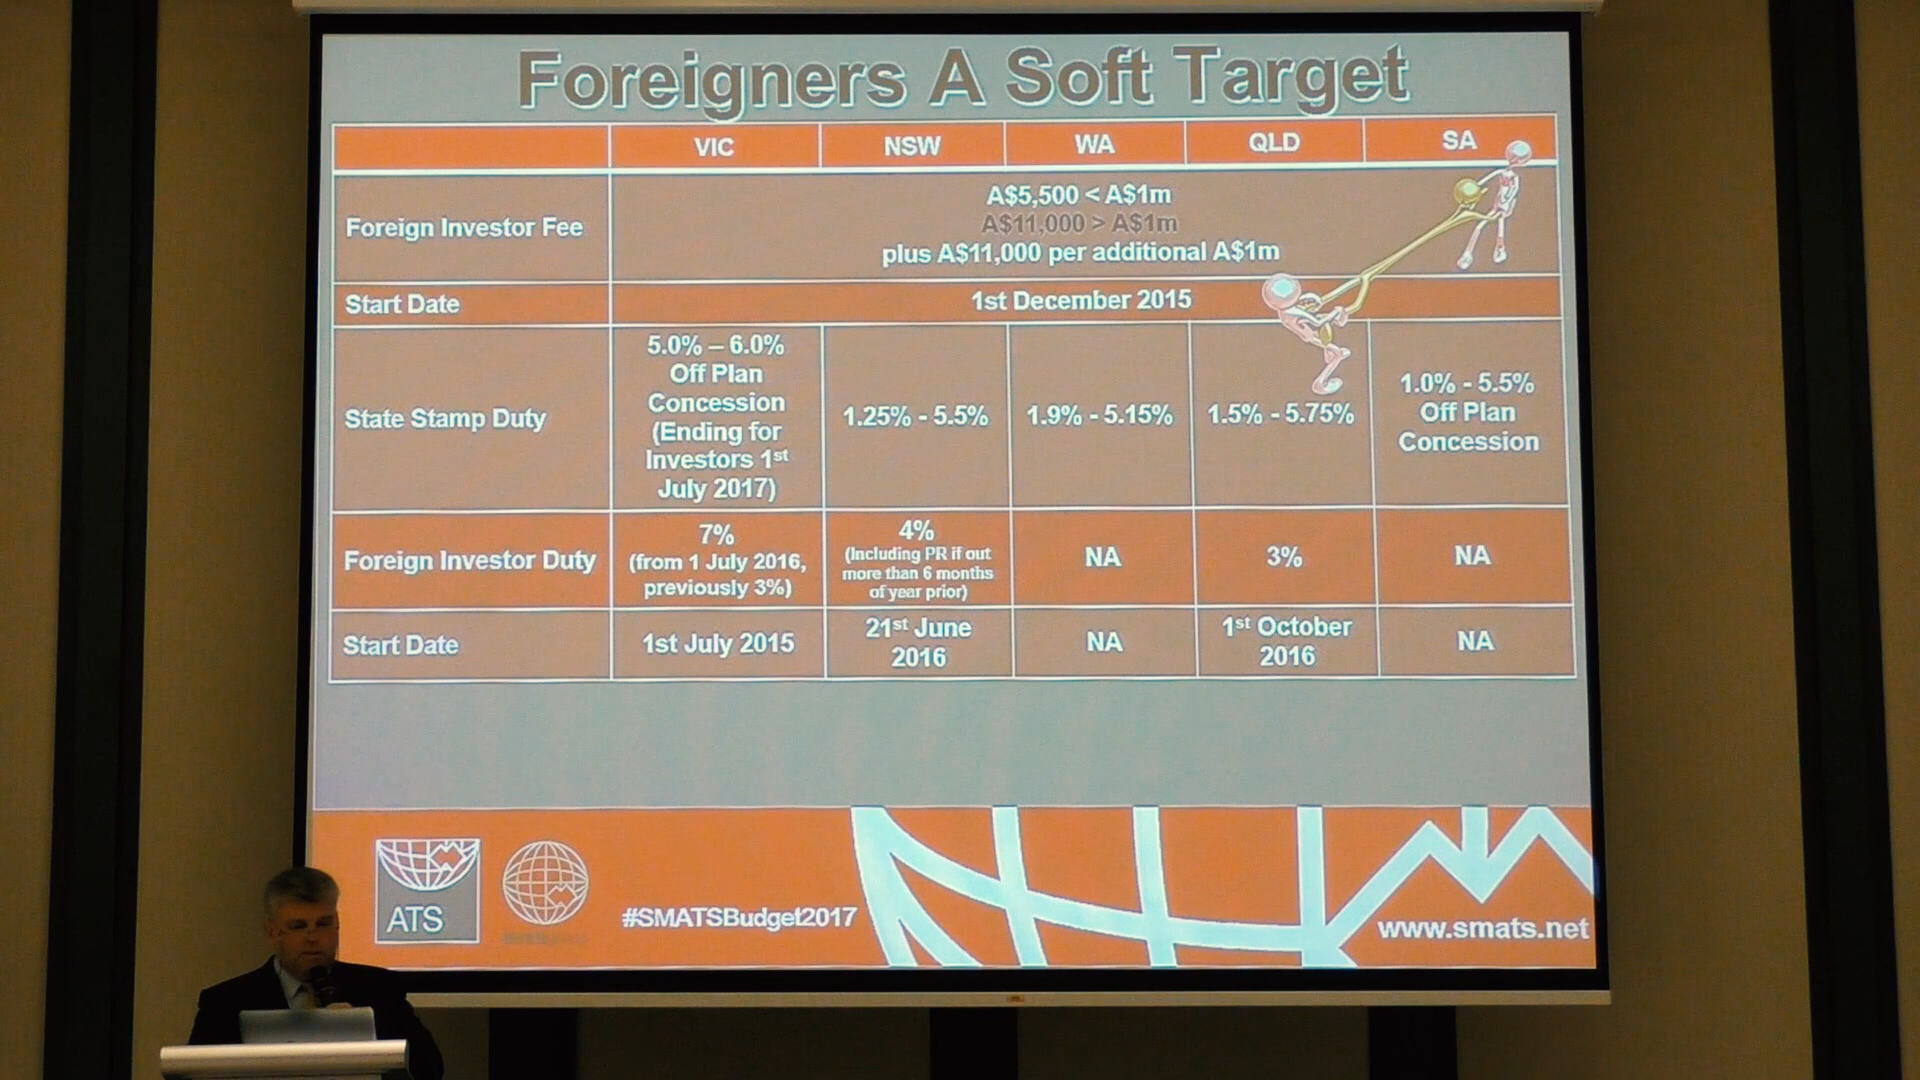 Foreigners A Soft Target
VIC NSW WA QLD SA
Foreign Investor Fee
A$5,500 < A$1m
A$11,000 > A$1m
plus A$11,000 per additional A$1m
Start Date
1st December 2015
State Stamp Duty
5.0% – 6.0%
Off Plan
Concession
(Ending for
Investors 1st
July 2017)
1.25% - 5.5%
1.9% - 5.15%
1.5% - 5.75%
1.0% - 5.5%
Off Plan
Concession
Foreign Investor Duty
7%
(from 1 July 2016,
previously 3%)
4%
(Including PR if out
more than 6 months
of year prior)
NA
3%
NA
Start Date
1st July 2015
21st June
2016
NA
1st October
2016
NA
ATS
#SMATSBudget2017
www.smats.net